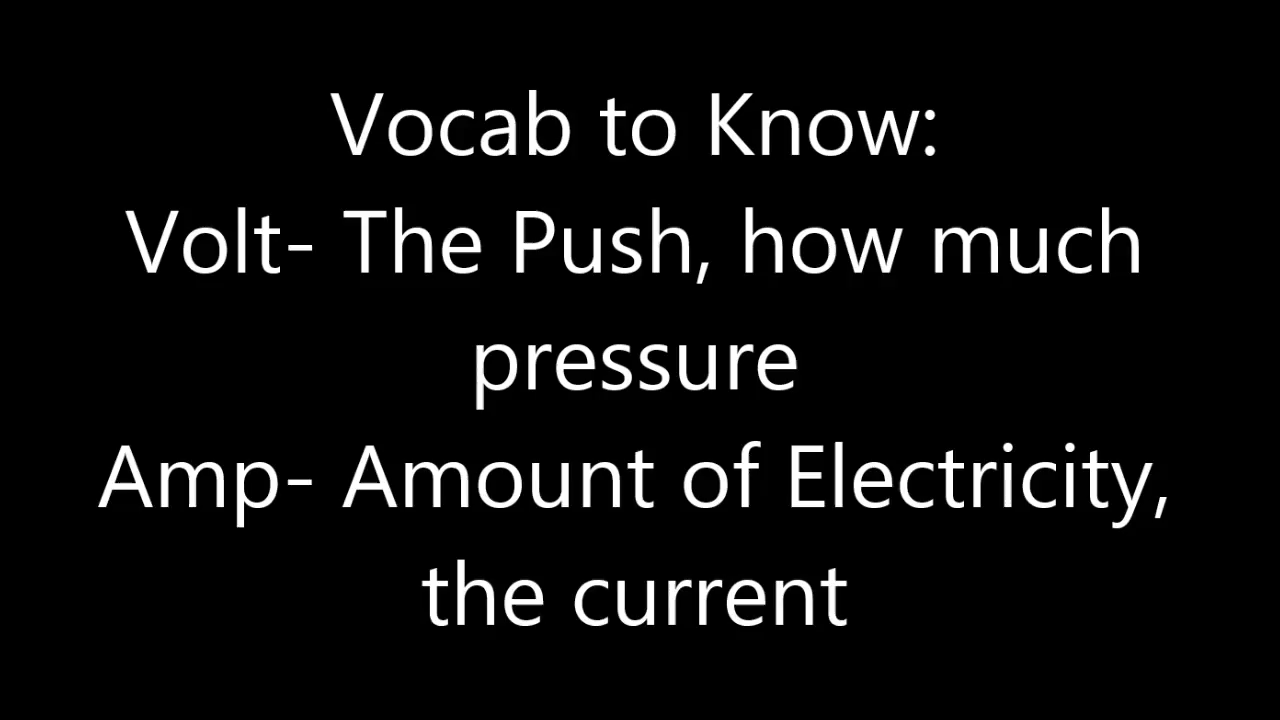 Vocab to Know:
Volt- The Push, how much
pressure
Amp- Amount of Electricity,
the current